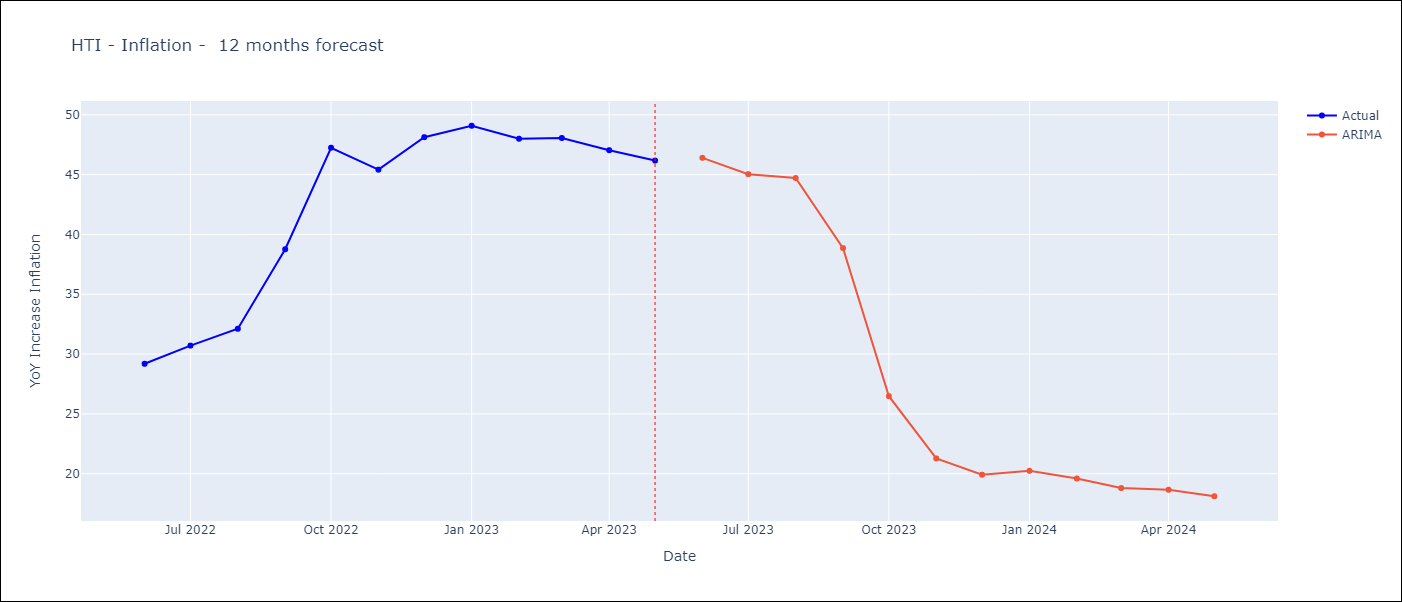 HTI - Inflation -  12 months forecast
Actual
ARIMA
YoY Increase Inflation
50
45
40
35
30
25
20
Jul 2022
Oct 2022
Jan 2023
Apr 2023
Jul 2023
Oct 2023
Jan 2024
Apr 2024
Date